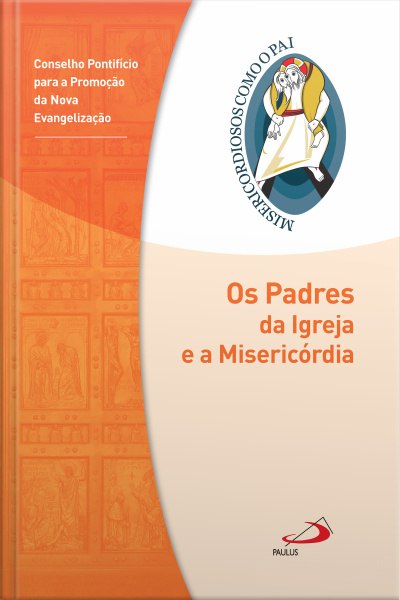 Conselho Pontifício
para a Promoção
da Nova
Evangelização
MISERICORDIOSOS COMO O PAI
Os Padres
da Igreja
e a Misericórdia
PAULUS